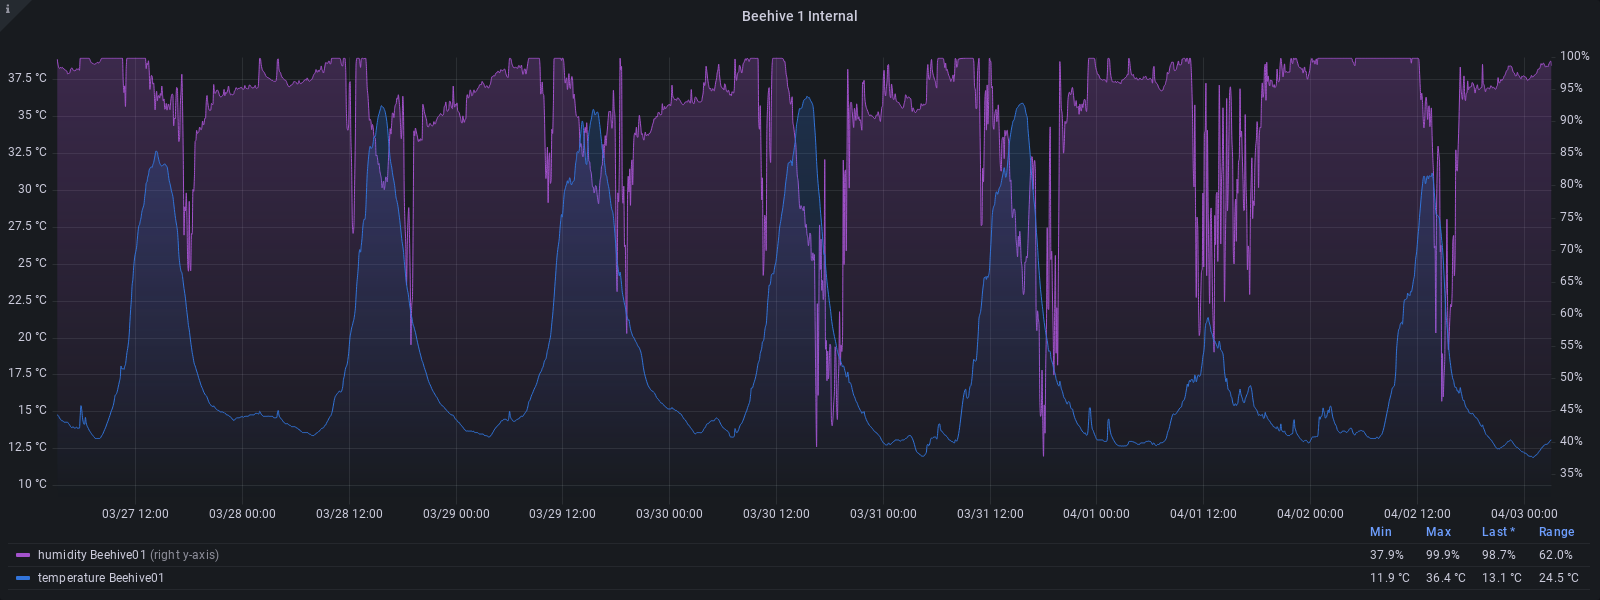 i
Beehive 1 Internal
37.5 °C
35 °C
32.5 °C
30 °C
27.5 °C
25 °C
22.5 °C
20 °C
17.5 °C
15 °C
12.5 °C
10 °C
100%
95%
90%
85%
80%
75%
70%
65%
60%
55%
50%
45%
40%
35%
03/27 12:00 03/28 00:00 03/28 12:00 03/29 00:00 03/29 12:00 03/30 00:00 03/30 12:00 03/31 00:00 03/31 12:00 04/01 00:00 04/01 12:00 04/02 00:00 04/02 12:00 04/03 00:00
Min Max Last * Range
humidity Beehive01 (right y-axis) 37.9% 99.9% 98.7% 62.0%
temperature Beehive01 11.9 °C 36.4 °C 13.1 °C 24.5 °C